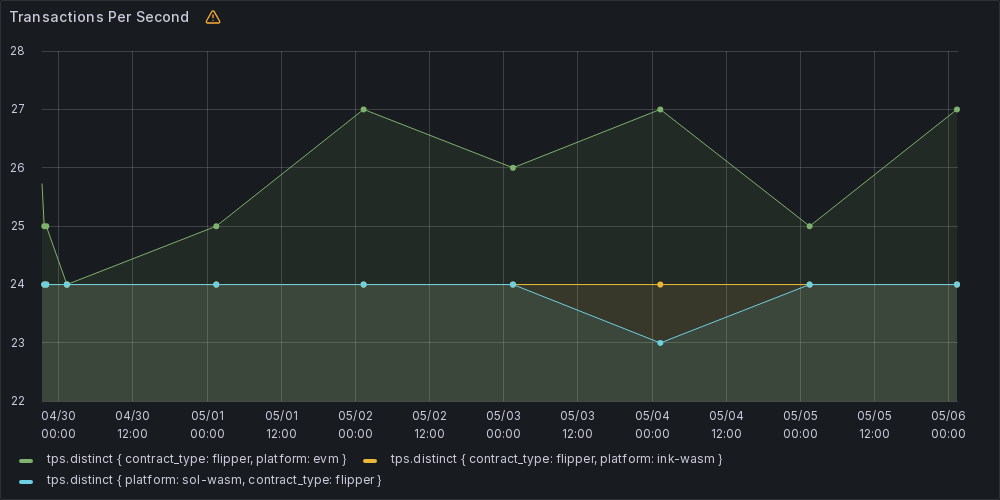 Transactions Per Second
28
27
26
25
24
23
22
04/30 04/30 05/01 05/01 05/02 05/02 05/03 05/03 05/04 05/04 05/05 05/05 05/06
00:00 12:00 00:00 12:00 00:00 12:00 00:00 12:00 00:00 12:00 00:00 12:00 00:00
tps.distinct { contract_type: flipper, platform: evm } tps.distinct { contract_type: flipper, platform: ink-wasm }
tps.distinct { platform: sol-wasm, contract_type: flipper }